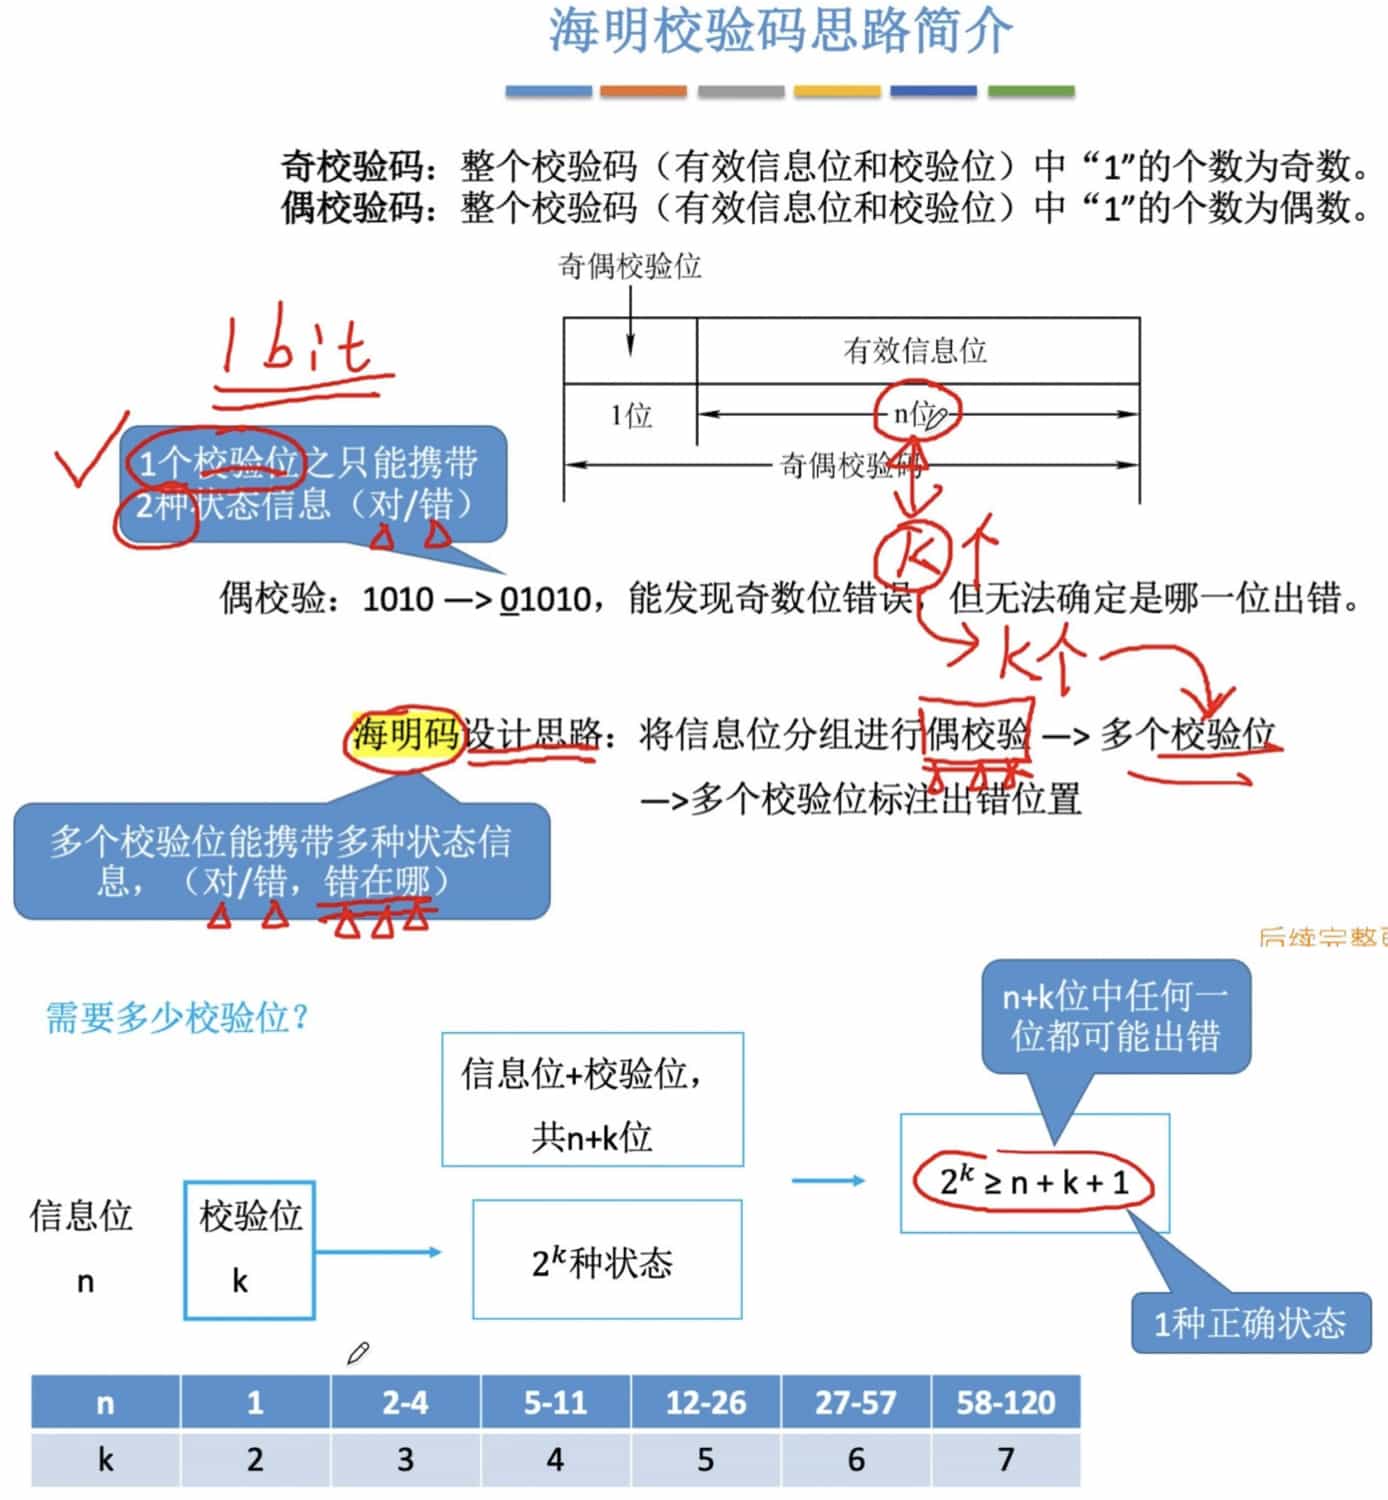 海明校验码思路简介
奇校验码：整个校验码（有效信息位和校验位）中“1”的个数为奇数。
偶校验码：整个校验码（有效信息位和校验位）中“1”的个数为偶数。
奇偶校验位
有效信息位
1位
n位
奇偶校验码
1bit
1个校验位之只能携带
2种状态信息（对/错）
K
偶校验：1010 —> 01010，能发现奇数位错误，但无法确定是哪一位出错。
k个
海明码设计思路：将信息位分组进行偶校验 —> 多个校验位
—>多个校验位标注出错位置
多个校验位能携带多种状态信
息，（对/错，错在哪）
后续完整
需要多少校验位？
n+k位中任何一
位都可能出错
信息位+校验位，
共n+k位
2ᵏ ≥ n + k + 1
信息位
n
校验位
k
2ᵏ种状态
1种正确状态
n 1 2-4 5-11 12-26 27-57 58-120
k 2 3 4 5 6 7